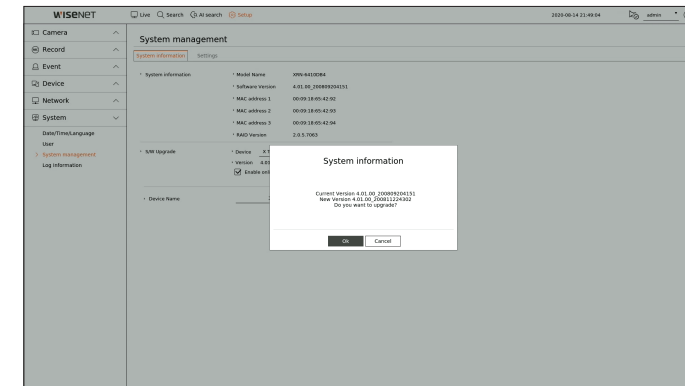 WISENET
Live Search AI search Setup 2020-08-14 21:49:04 admin
Camera
Record
Event
Device
Network
System
Date/Time/Language
User
System management
Log Information
System management
System information Settings
System information
Model Name XRN-6410DB4
Software Version 4.01.00_200809204151
MAC address 1 00:09:18:65:42:92
MAC address 2 00:09:18:65:42:93
MAC address 3 00:09:18:65:42:94
RAID Version 2.0.5.7063
S/W Upgrade
Device
Version
Enable
Device Name
System information
Current Version 4.01.00_200809204151
New Version 4.01.00_200811224302
Do you want to upgrade?
Ok Cancel